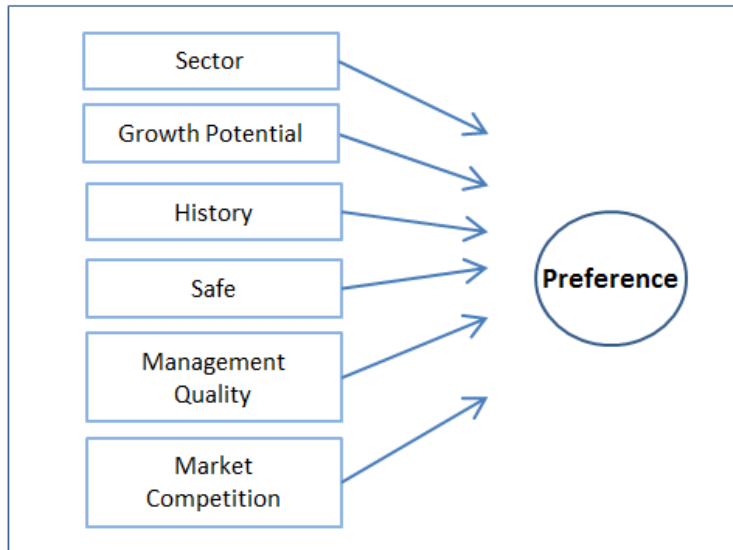 Sector
Growth Potential
History
Safe
Management
Quality
Market
Competition
Preference